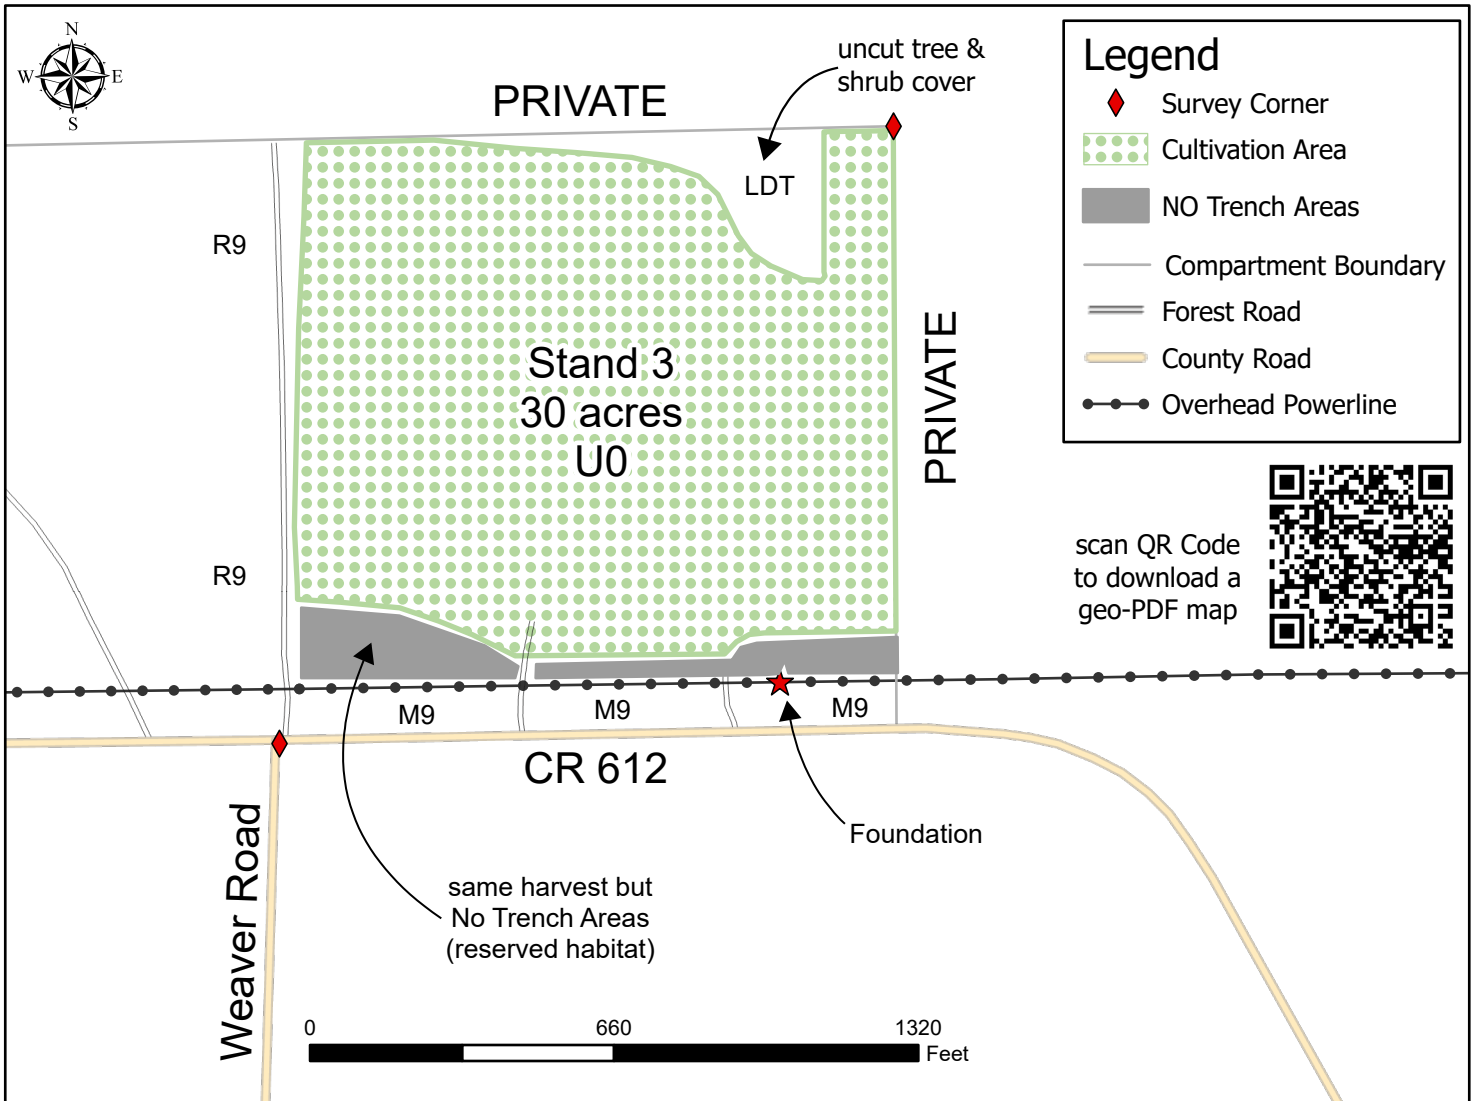 N
W
E
S
PRIVATE
uncut tree &
shrub cover
LDT
Legend
Survey Corner
Cultivation Area
NO Trench Areas
Compartment Boundary
Forest Road
County Road
Overhead Powerline
R9
Stand 3
30 acres
U0
PRIVATE
R9
scan QR Code
to download a
geo-PDF map
M9
M9
M9
CR 612
Foundation
Weaver Road
same harvest but
No Trench Areas
(reserved habitat)
0
660
1320
Feet